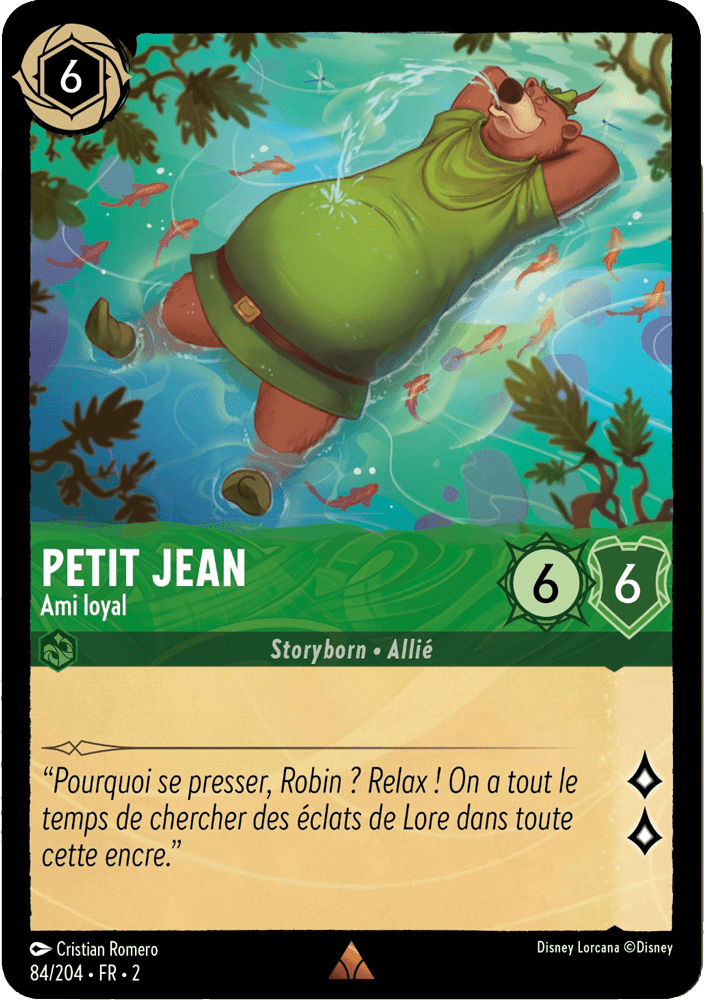 6
PETIT JEAN
Ami loyal
6
6
Storyborn • Allié
“Pourquoi se presser, Robin ? Relax ! On a tout le
temps de chercher des éclats de Lore dans toute
cette encre.”
Cristian Romero
Disney Lorcana ©Disney
84/204 • FR • 2